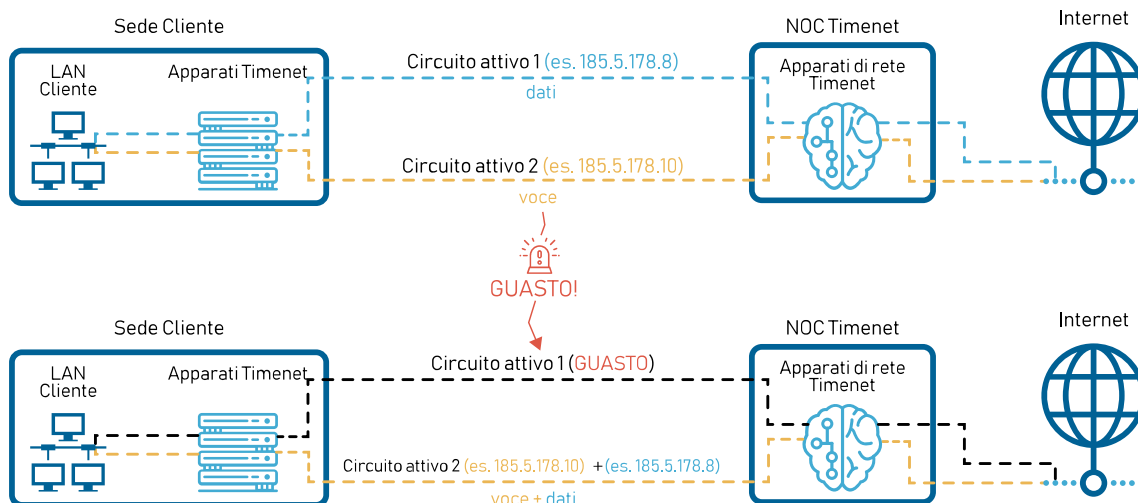 Sede Cliente
NOC Timenet
Internet
LAN
Cliente
Apparati Timenet
Circuito attivo 1 (es. 185.5.178.8)
dati
Apparati di rete
Timenet
Circuito attivo 2 (es. 185.5.178.10)
voce
GUASTO!
Sede Cliente
NOC Timenet
Internet
LAN
Cliente
Apparati Timenet
Circuito attivo 1 (GUASTO)
Apparati di rete
Timenet
Circuito attivo 2 (es. 185.5.178.10) +(es. 185.5.178.8)
voce + dati